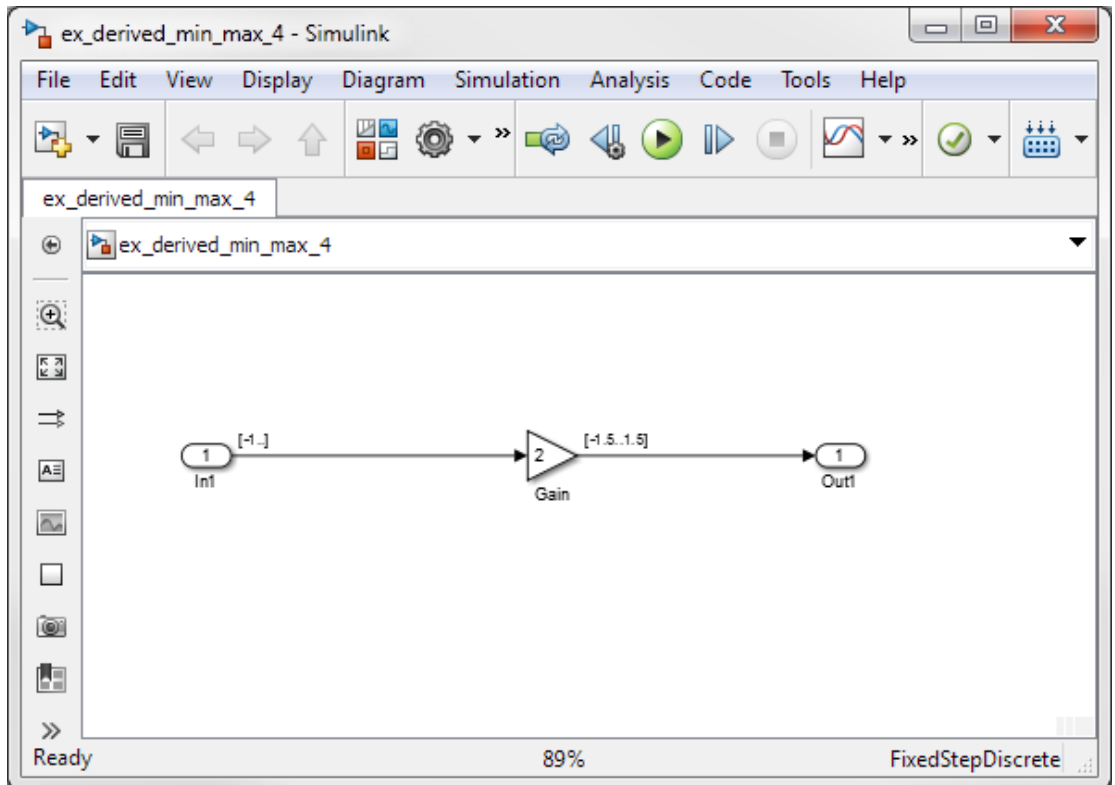 ex_derived_min_max_4 - Simulink
File Edit View Display Diagram Simulation Analysis Code Tools Help
ex_derived_min_max_4
ex_derived_min_max_4
[-1..]
[-1.5..1.5]
1
2
1
In1
Gain
Out1
Ready 89% FixedStepDiscrete